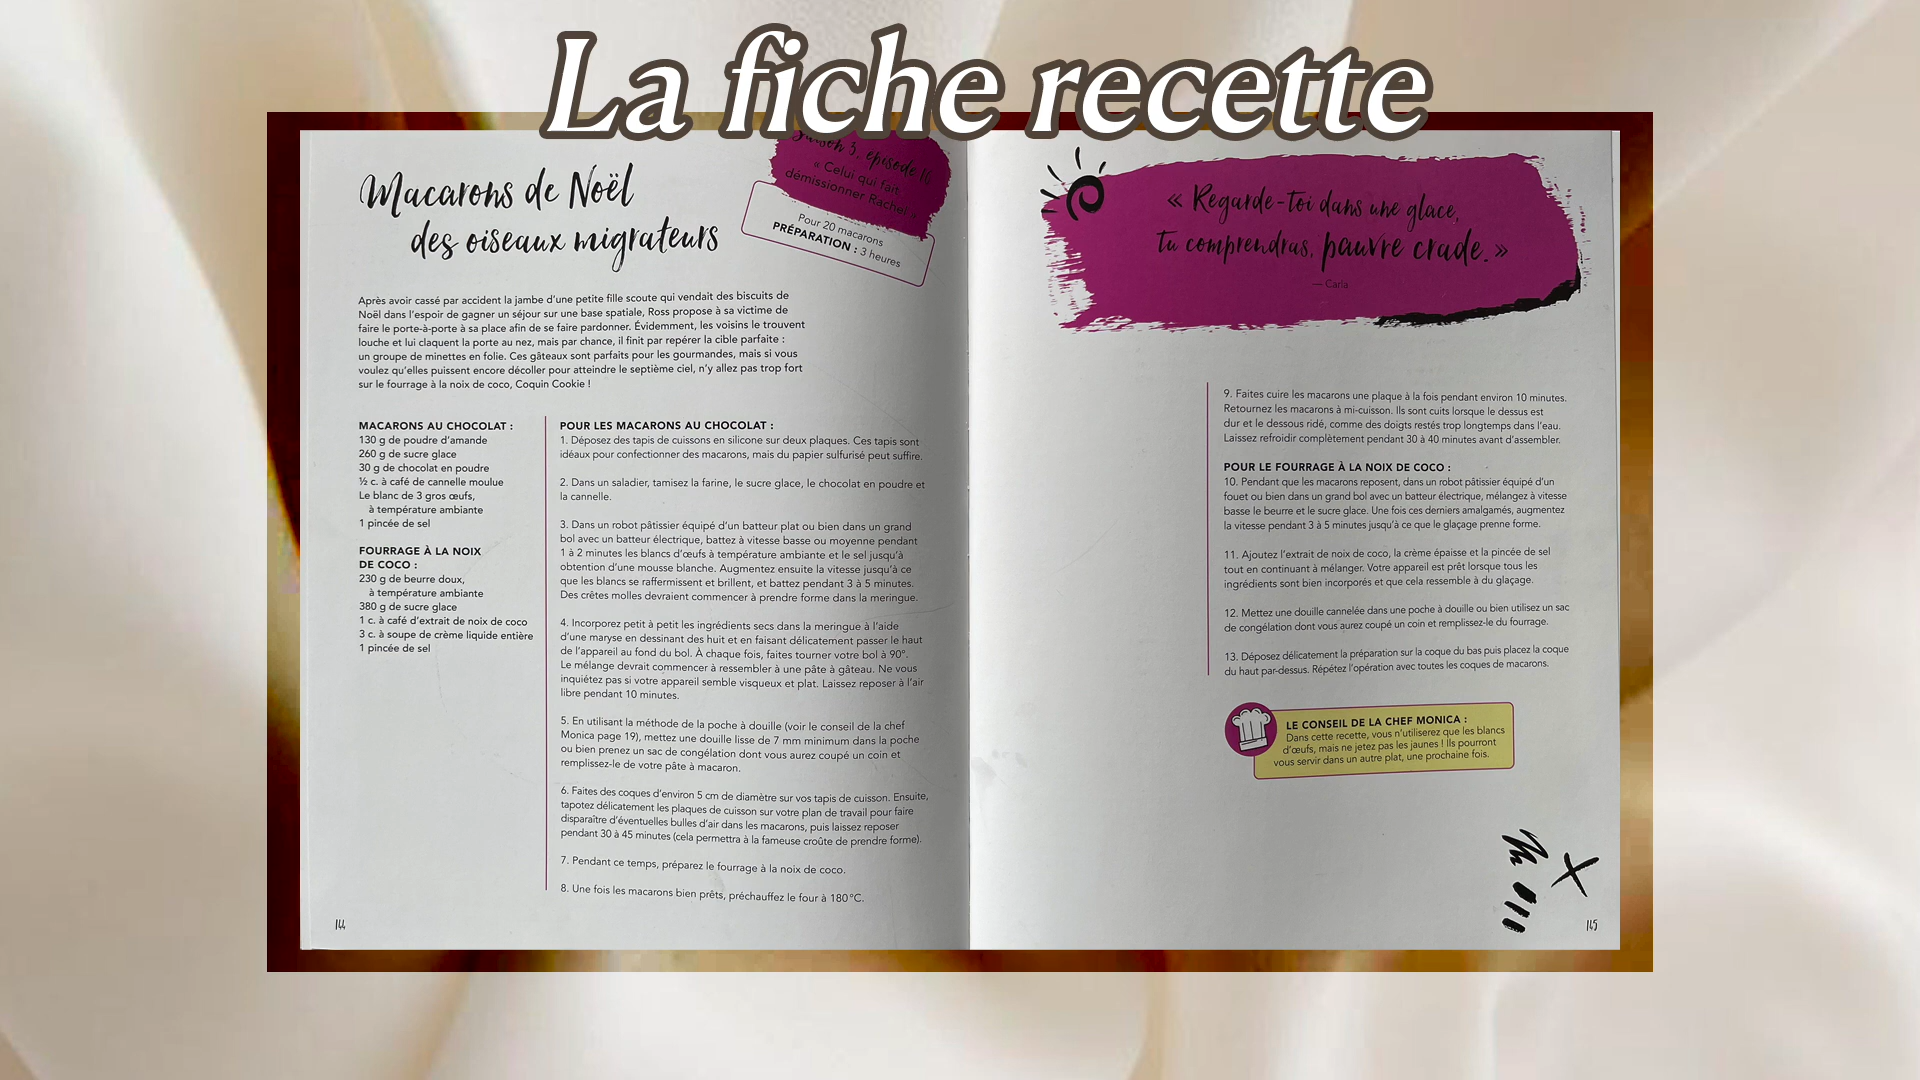 La fiche recette
Macarons de Noël
des oiseaux migrateurs
Saison 3, épisode 10
« Celui qui fait
démissionner Rachel »
Pour 20 macarons
PRÉPARATION : 3 heures
Après avoir cassé par accident la jambe d'une petite fille scoute qui vendait des biscuits de
Noël dans l'espoir de gagner un séjour sur une base spatiale, Ross propose à sa victime de
faire le porte-à-porte à sa place afin de se faire pardonner. Évidemment, les voisins le trouvent
louche et lui claquent la porte au nez, mais par chance, il finit par repérer la cible parfaite :
un groupe de minettes en folie. Ces gâteaux sont parfaits pour les gourmandes, mais si vous
voulez qu'elles puissent encore décoller pour atteindre le septième ciel, n'y allez pas trop fort
sur le fourrage à la noix de coco, Coquin Cookie !
MACARONS AU CHOCOLAT :
130 g de poudre d'amande
260 g de sucre glace
30 g de chocolat en poudre
½ c. à café de cannelle moulue
Le blanc de 3 gros œufs,
à température ambiante
1 pincée de sel
FOURRAGE À LA NOIX
DE COCO :
230 g de beurre doux,
à température ambiante
380 g de sucre glace
1 c. à café d'extrait de noix de coco
3 c. à soupe de crème liquide entière
1 pincée de sel
POUR LES MACARONS AU CHOCOLAT :
1. Déposez des tapis de cuissons en silicone sur deux plaques. Ces tapis sont
idéaux pour confectionner des macarons, mais du papier sulfurisé peut suffire.
2. Dans un saladier, tamisez la farine, le sucre glace, le chocolat en poudre et
la cannelle.
3. Dans un robot pâtissier équipé d'un batteur plat ou bien dans un grand
bol avec un batteur électrique, battez à vitesse basse ou moyenne pendant
1 à 2 minutes les blancs d'œufs à température ambiante et le sel jusqu'à
obtention d'une mousse blanche. Augmentez ensuite la vitesse jusqu'à ce
que les blancs se raffermissent et brillent, et battez pendant 3 à 5 minutes.
Des crêtes molles devraient commencer à prendre forme dans la meringue.
4. Incorporez petit à petit les ingrédients secs dans la meringue à l'aide
d'une maryse en dessinant des huit et en faisant délicatement passer le haut
de l'appareil au fond du bol. À chaque fois, faites tourner votre bol à 90°.
Le mélange devrait commencer à ressembler à une pâte à gâteau. Ne vous
inquiétez pas si votre appareil semble visqueux et plat. Laissez reposer à l'air
libre pendant 10 minutes.
5. En utilisant la méthode de la poche à douille (voir le conseil de la chef
Monica page 19), mettez une douille lisse de 7 mm minimum dans la poche
ou bien prenez un sac de congélation dont vous aurez coupé un coin et
remplissez-le de votre pâte à macaron.
6. Faites des coques d'environ 5 cm de diamètre sur vos tapis de cuisson. Ensuite,
tapotez délicatement les plaques de cuisson sur votre plan de travail pour faire
disparaître d'éventuelles bulles d'air dans les macarons, puis laissez reposer
pendant 30 à 45 minutes (cela permettra à la fameuse croûte de prendre forme).
7. Pendant ce temps, préparez le fourrage à la noix de coco.
8. Une fois les macarons bien prêts, préchauffez le four à 180°C.
144
« Regarde-toi dans une glace,
tu comprendras, pauvre crade. »
— Carla
9. Faites cuire les macarons une plaque à la fois pendant environ 10 minutes.
Retournez les macarons à mi-cuisson. Ils sont cuits lorsque le dessus est
dur et le dessous ridé, comme des doigts restés trop longtemps dans l'eau.
Laissez refroidir complètement pendant 30 à 40 minutes avant d'assembler.
POUR LE FOURRAGE À LA NOIX DE COCO :
10. Pendant que les macarons reposent, dans un robot pâtissier équipé d'un
fouet ou bien dans un grand bol avec un batteur électrique, mélangez à vitesse
basse le beurre et le sucre glace. Une fois ces derniers amalgamés, augmentez
la vitesse pendant 3 à 5 minutes jusqu'à ce que le glaçage prenne forme.
11. Ajoutez l'extrait de noix de coco, la crème épaisse et la pincée de sel
tout en continuant à mélanger. Votre appareil est prêt lorsque tous les
ingrédients sont bien incorporés et que cela ressemble à du glaçage.
12. Mettez une douille cannelée dans une poche à douille ou bien utilisez un sac
de congélation dont vous aurez coupé un coin et remplissez-le du fourrage.
13. Déposez délicatement la préparation sur la coque du bas puis placez la coque
du haut par-dessus. Répétez l'opération avec toutes les coques de macarons.
LE CONSEIL DE LA CHEF MONICA :
Dans cette recette, vous n'utiliserez que les blancs
d'œufs, mais ne jetez pas les jaunes ! Ils pourront
vous servir dans un autre plat, une prochaine fois.
145